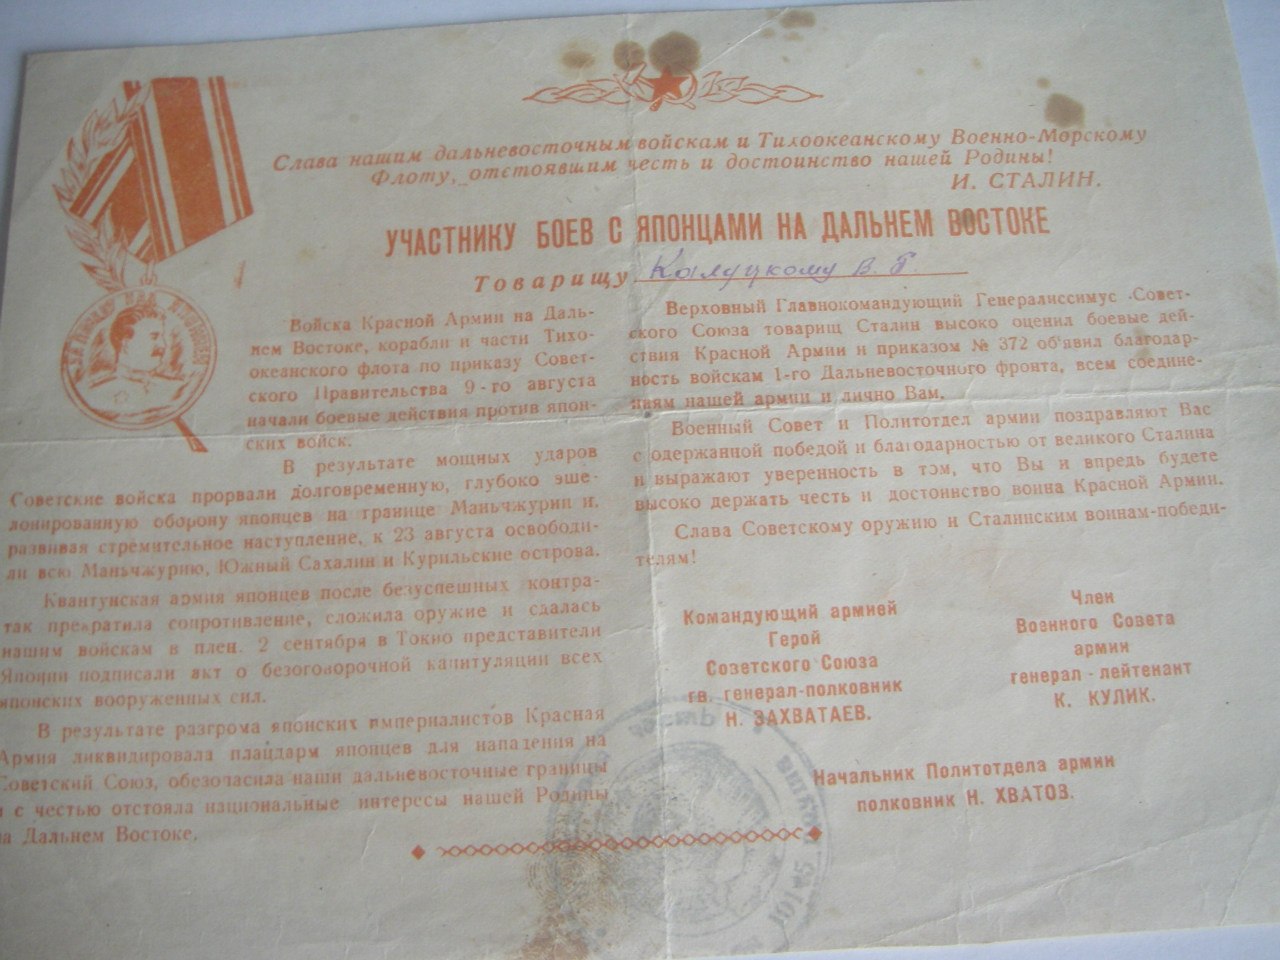 Слава нашим дальневосточным войскам и Тихоокеанскому Военно-Морскому
Флоту, отстоявшим честь и достоинство нашей Родины!
И. СТАЛИН.
УЧАСТНИКУ БОЕВ С ЯПОНЦАМИ НА ДАЛЬНЕМ ВОСТОКЕ
Товарищу Калуцкому В. Г.
ЗА ПОБЕДУ НАД ЯПОНИЕЙ
Войска Красной Армии на Даль-
нем Востоке, корабли и части Тихо-
океанского флота по приказу Совет-
ского Правительства 9-го августа
начали боевые действия против япон-
ских войск.
В результате мощных ударов
Советские войска прорвали долговременную, глубоко эше-
лонированную оборону японцев на границе Маньчжурии и,
развивая стремительное наступление, к 23 августа освободи-
ли всю Маньчжурию, Южный Сахалин и Курильские острова.
Квантунская армия японцев после безуспешных контра-
так прекратила сопротивление, сложила оружие и сдалась
нашим войскам в плен. 2 сентября в Токио представители
Японии подписали акт о безоговорочной капитуляции всех
японских вооруженных сил.
В результате разгрома японских империалистов Красная
Армия ликвидировала плацдарм японцев для нападения на
Советский Союз, обезопасила наши дальневосточные границы
и с честью отстояла национальные интересы нашей Родины
на Дальнем Востоке.
Верховный Главнокомандующий Генералиссимус Совет-
ского Союза товарищ Сталин высоко оценил боевые дей-
ствия Красной Армии и приказом № 372 об'явил благодар-
ность войскам 1-го Дальневосточного фронта, всем соедине-
ниям нашей армии и лично Вам.
Военный Совет и Политотдел армии поздравляют Вас
с одержанной победой и благодарностью от великого Сталина
и выражают уверенность в том, что Вы и впредь будете
высоко держать честь и достоинство воина Красной Армии.
Слава Советскому оружию и Сталинским воинам-победи-
телям!
Командующий армией
Герой
Советского Союза
гв. генерал-полковник
Н. ЗАХВАТАЕВ.
Член
Военного Совета
армии
генерал-лейтенант
К. КУЛИК.
Начальник Политотдела армии
полковник Н. ХВАТОВ.